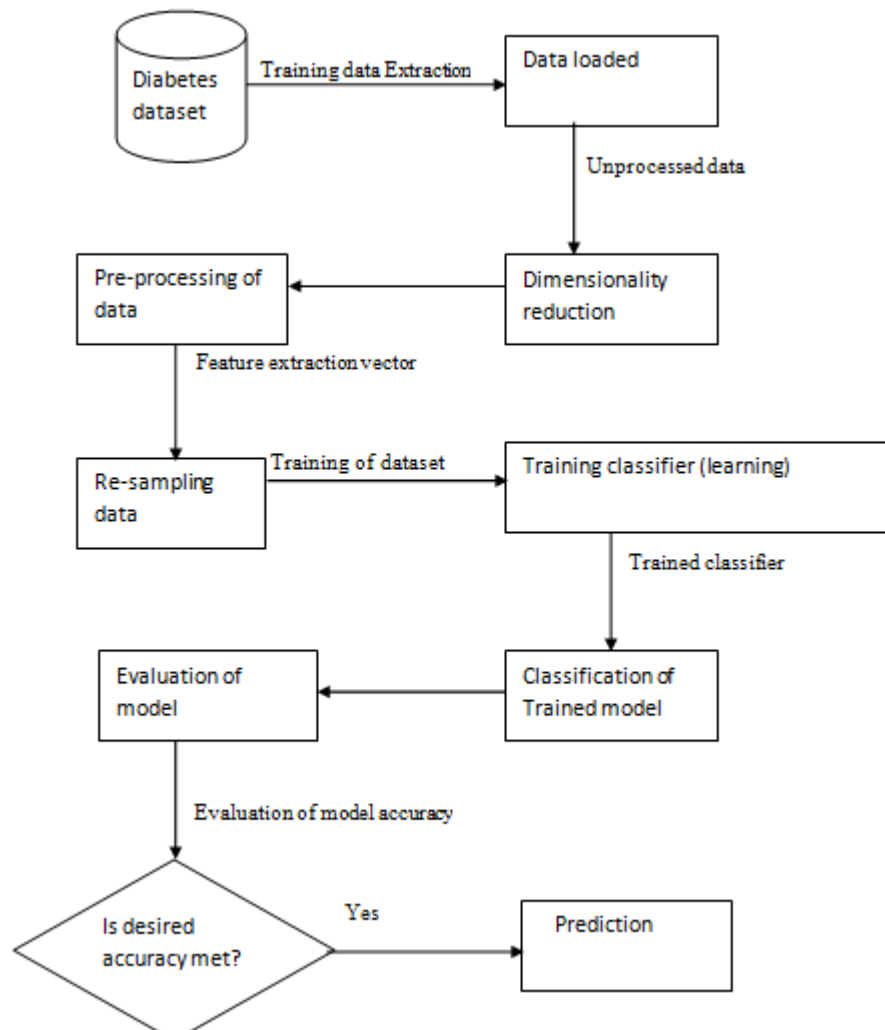 Diabetes
dataset
Training data Extraction
Data loaded
Unprocessed data
Dimensionality
reduction
Pre-processing of
data
Feature extraction vector
Re-sampling
data
Training of dataset
Training classifier (learning)
Trained classifier
Classification of
Trained model
Evaluation of
model
Evaluation of model accuracy
Is desired
accuracy met?
Yes
Prediction